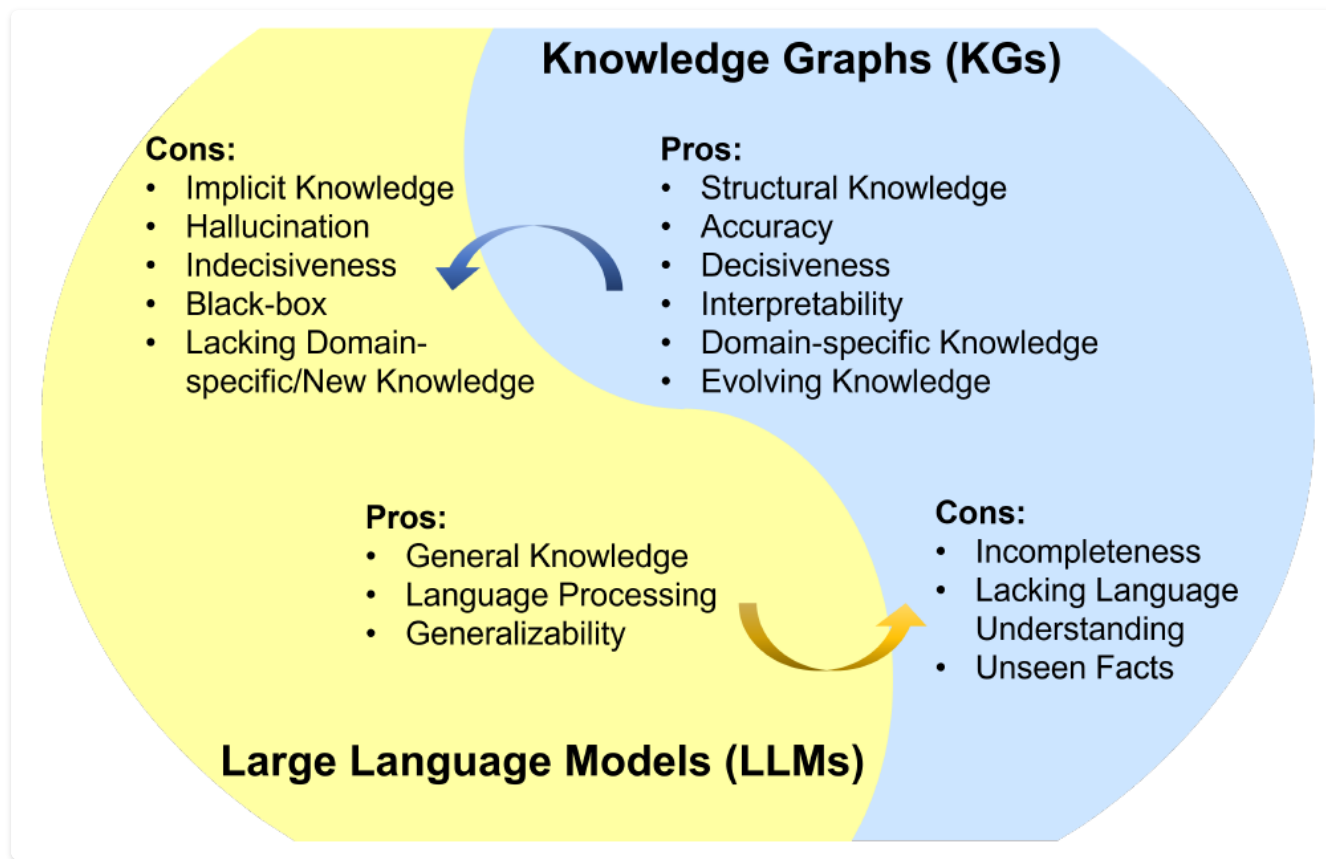 Knowledge Graphs (KGs)
Cons:
• Implicit Knowledge
• Hallucination
• Indecisiveness
• Black-box
• Lacking Domain-
specific/New Knowledge
Pros:
• Structural Knowledge
• Accuracy
• Decisiveness
• Interpretability
• Domain-specific Knowledge
• Evolving Knowledge
Pros:
• General Knowledge
• Language Processing
• Generalizability
Cons:
• Incompleteness
• Lacking Language
Understanding
• Unseen Facts
Large Language Models (LLMs)